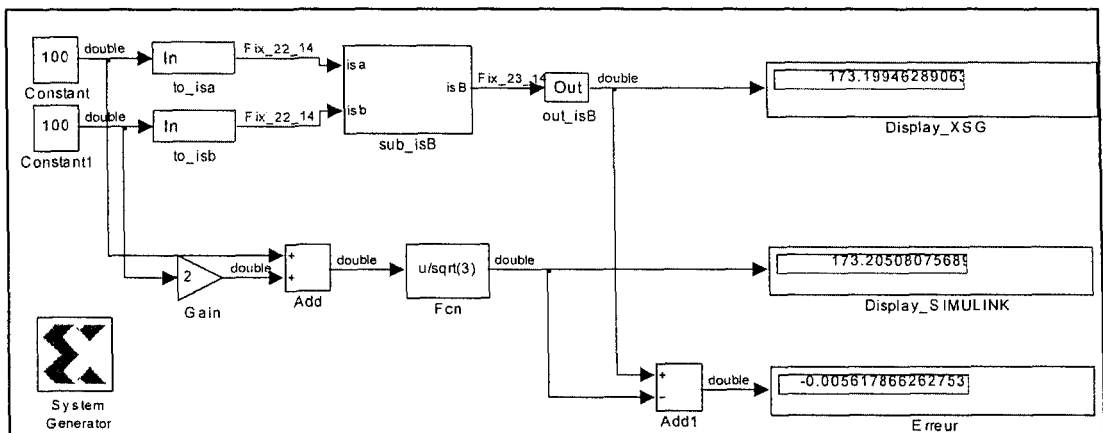 100
double
In
Fix_22_14
Constant
to_isa
isa
isB
Fix_23_14
Out
double
173.19946289063
out_isB
Display_XSG
100
double
In
Fix_22_14
isb
Constant1
to_isb
sub_isB
2
double
Gain
+
+
Add
double
u/sqrt(3)
Fcn
double
173.20508075689
Display_SIMULINK
System
Generator
+
−
Add1
double
-0.005617866262753
Erreur